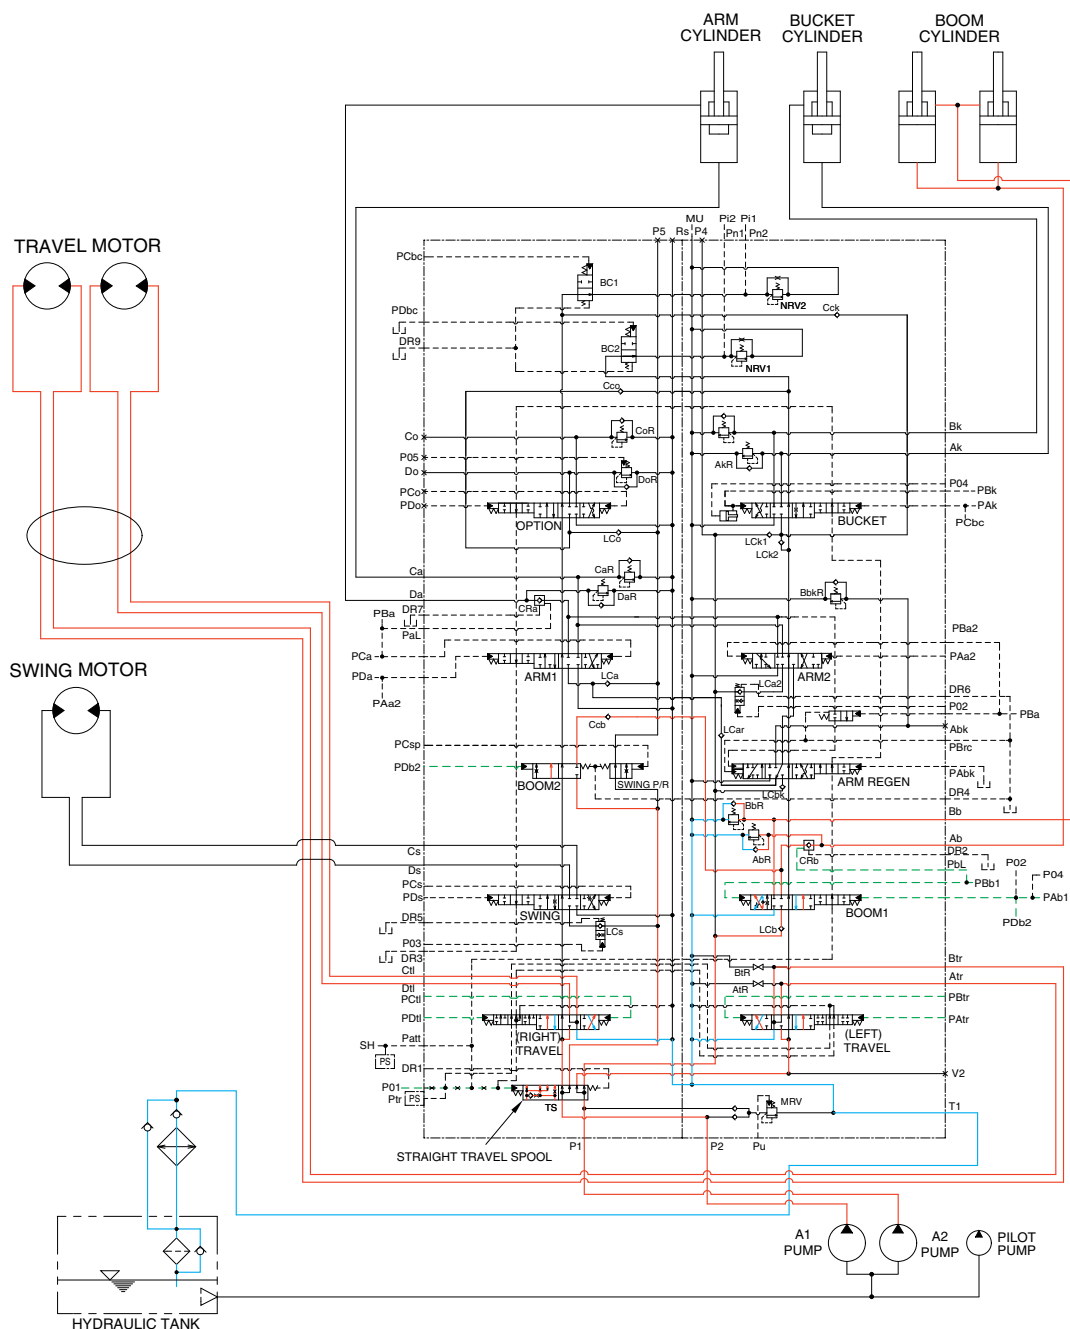 ARM
CYLINDER
BUCKET
CYLINDER
BOOM
CYLINDER
TRAVEL MOTOR
SWING MOTOR
P5
Rs
MU
P4
Pi2
Pi1
Pn1
Pn2
PCbc
BC1
NRV2
Cck
PDbc
DR9
BC2
NRV1
Cco
Co
CoR
Bk
P05
Do
DoR
AkR
Ak
PCo
PDo
OPTION
P04
PBk
PAk
PCbc
BUCKET
LCo
LCk1
LCk2
Ca
CaR
Da
DaR
BbkR
DR7
CRa
PBa
PaL
PBa2
PCa
PAa2
PDa
ARM1
ARM2
LCa
LCa2
DR6
PAa2
P02
PBa
Ccb
LCar
Abk
PCsp
PBrc
PDb2
PAbk
BOOM2
SWING P/R
ARM REGEN
LCbk
DR4
BbR
Bb
AbR
Ab
CRb
DR2
Cs
PbL
P02
P04
Ds
PBb1
PCs
PAb1
PDs
SWING
BOOM1
PDb2
DR5
LCs
LCb
P03
DR3
Ctl
BtR
Btr
AtR
Atr
Dtl
PCtl
PBtr
PDtl
PAtr
(RIGHT)
TRAVEL
(LEFT)
TRAVEL
Patt
SH
PS
DR1
V2
P01
Ptr
PS
TS
MRV
T1
STRAIGHT TRAVEL SPOOL
P1
P2
Pu
A1
PUMP
A2
PUMP
PILOT
PUMP
HYDRAULIC TANK